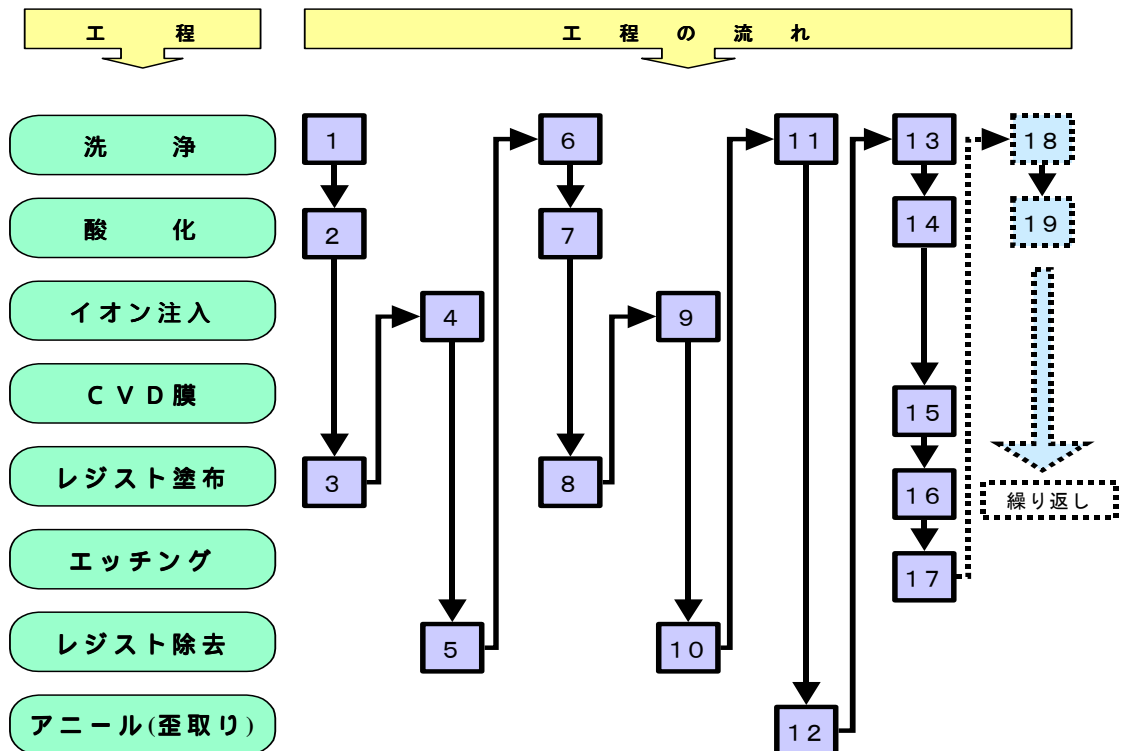 工程
工程の流れ
洗浄 1 6 11 13 18
酸化 2 7 14 19
イオン注入 4 9
CVD膜 15
レジスト塗布 3 8 16
繰り返し
エッチング 17
レジスト除去 5 10
アニール(歪取り) 12